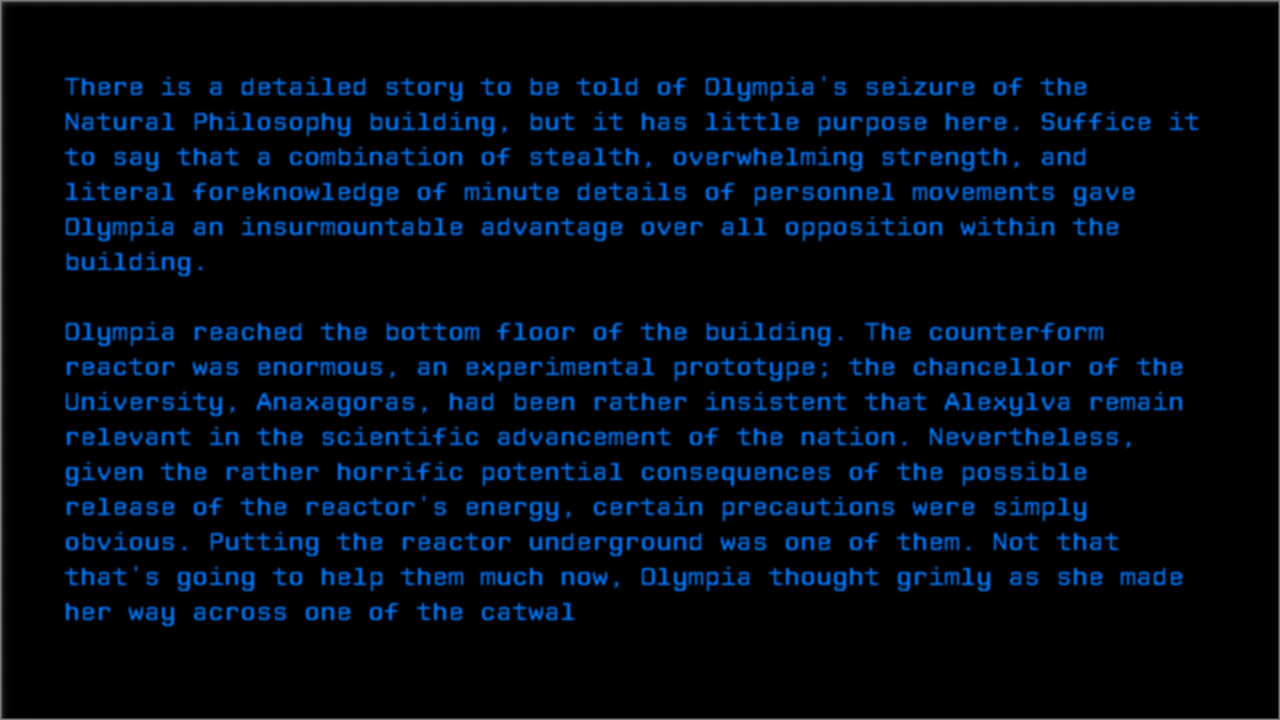 There is a detailed story to be told of Olympia's seizure of the
Natural Philosophy building, but it has little purpose here. Suffice it
to say that a combination of stealth, overwhelming strength, and
literal foreknowledge of minute details of personnel movements gave
Olympia an insurmountable advantage over all opposition within the
building.
Olympia reached the bottom floor of the building. The counterform
reactor was enormous, an experimental prototype; the chancellor of the
University, Anaxagoras, had been rather insistent that Alexylva remain
relevant in the scientific advancement of the nation. Nevertheless,
given the rather horrific potential consequences of the possible
release of the reactor's energy, certain precautions were simply
obvious. Putting the reactor underground was one of them. Not that
that's going to help them much now, Olympia thought grimly as she made
her way across one of the catwal